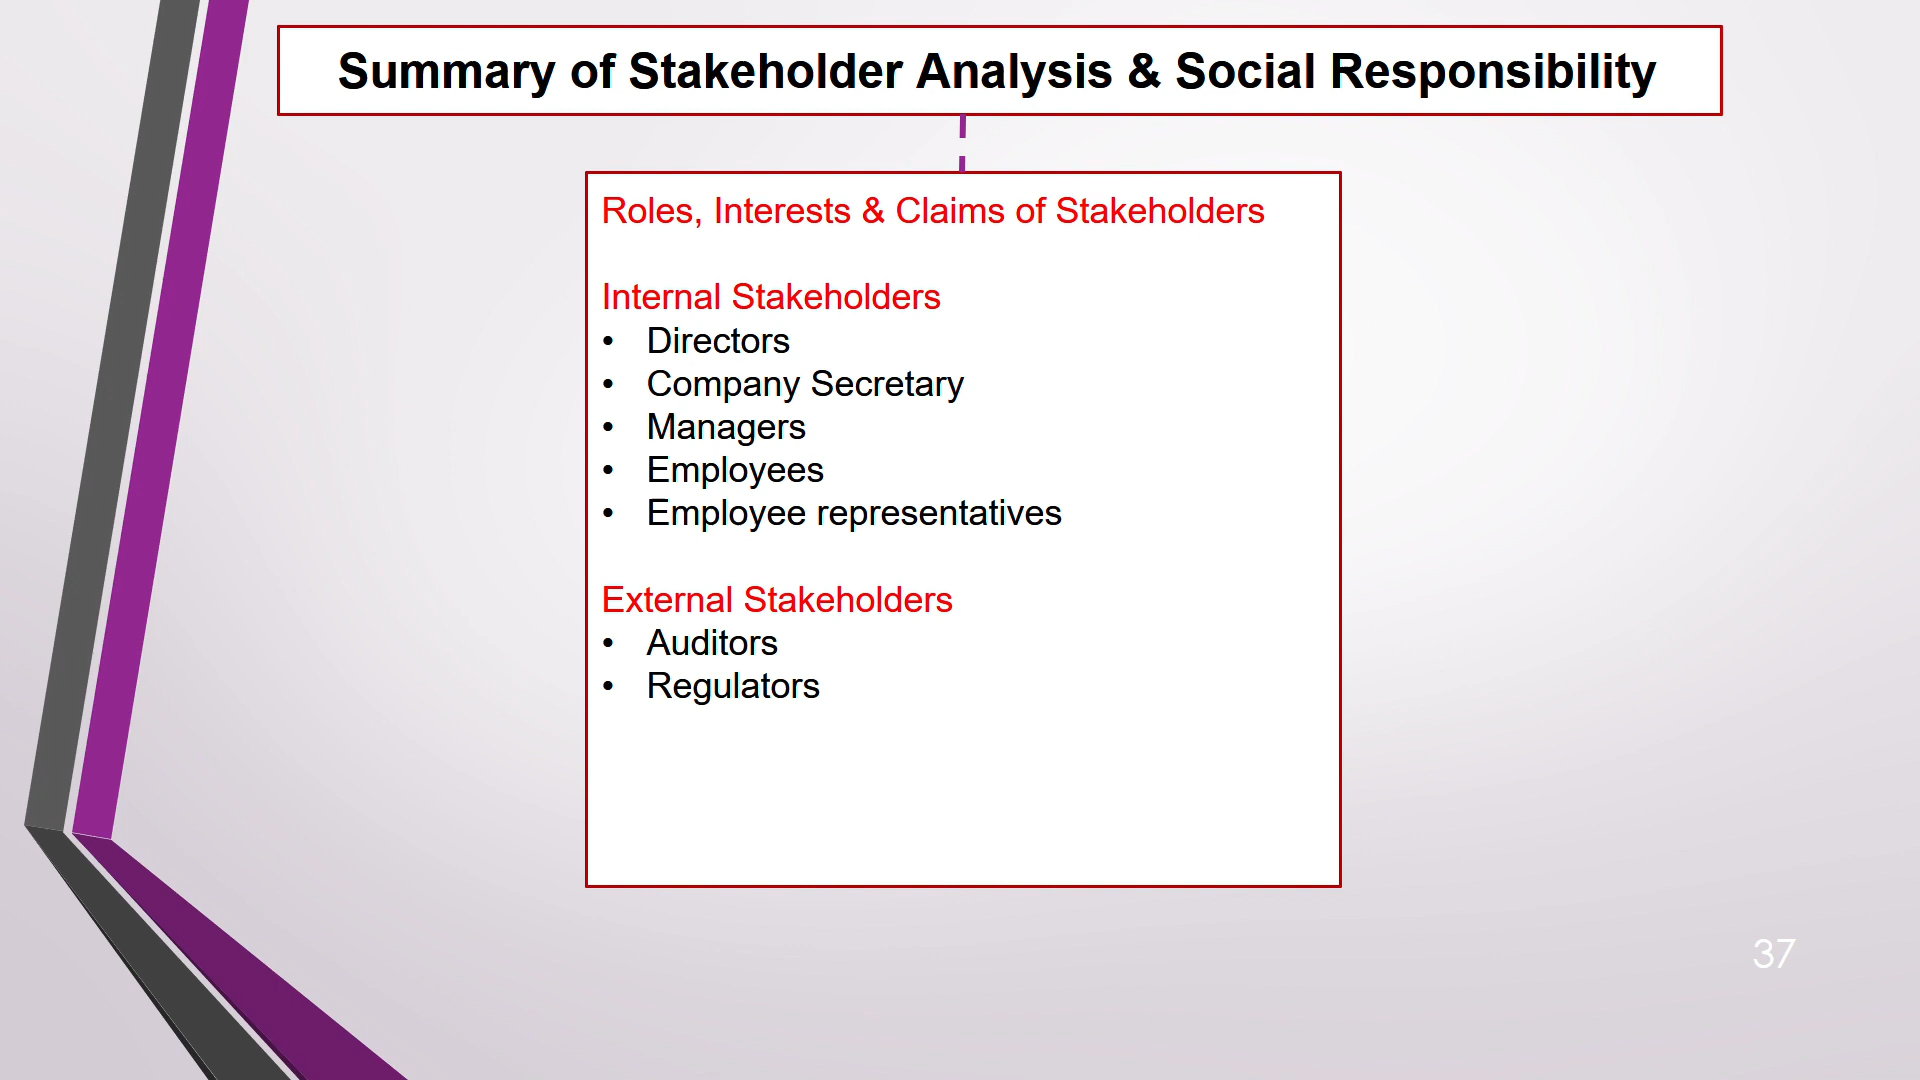 Summary of Stakeholder Analysis & Social Responsibility
Roles, Interests & Claims of Stakeholders
Internal Stakeholders
• Directors
• Company Secretary
• Managers
• Employees
• Employee representatives
External Stakeholders
• Auditors
• Regulators
37